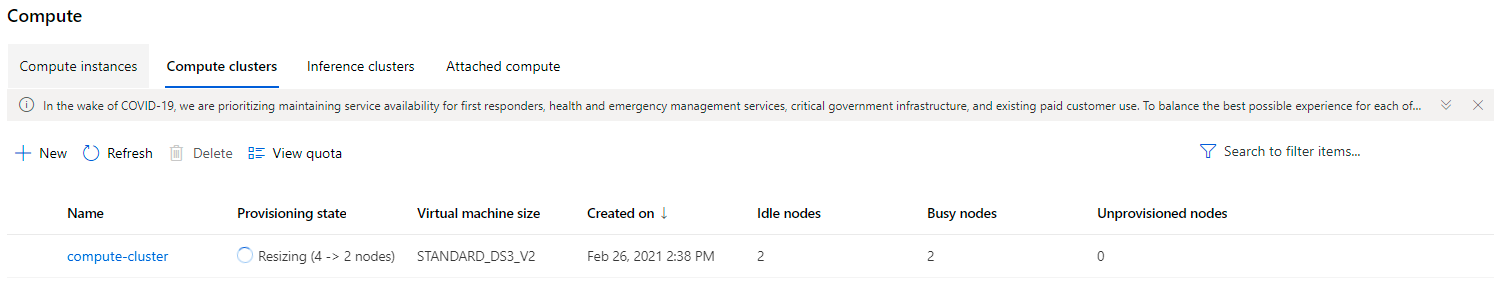 Compute
Compute instances Compute clusters Inference clusters Attached compute
In the wake of COVID-19, we are prioritizing maintaining service availability for first responders, health and emergency management services, critical government infrastructure, and existing paid customer use. To balance the best possible experience for each of...
New Refresh Delete View quota Search to filter items...
Name Provisioning state Virtual machine size Created on ↓ Idle nodes Busy nodes Unprovisioned nodes
compute-cluster Resizing (4 -> 2 nodes) STANDARD_DS3_V2 Feb 26, 2021 2:38 PM 2 2 0